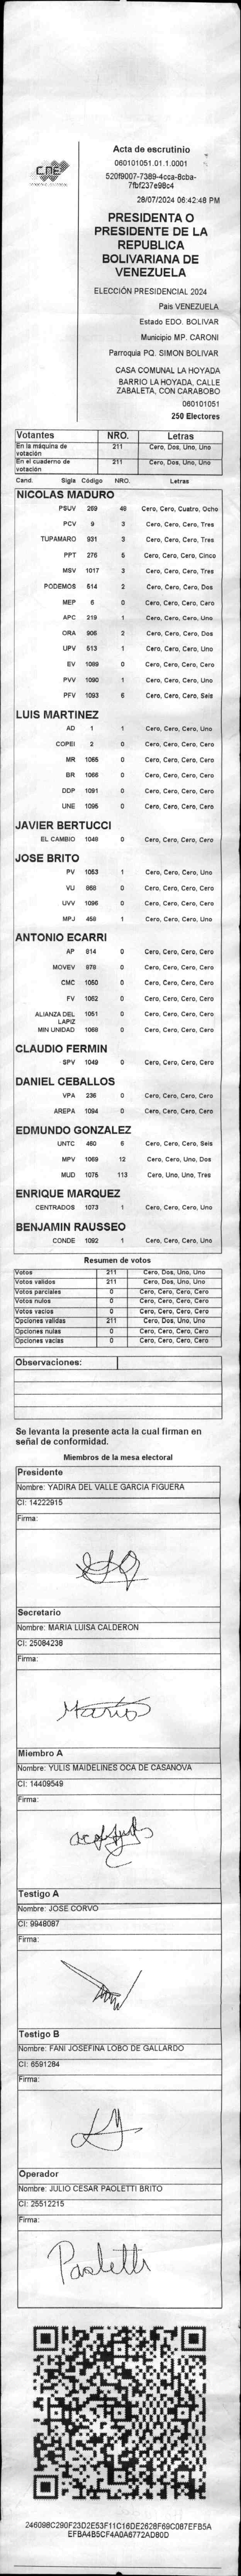 CNE
Acta de escrutinio
060101051.01.1.0001
520f9007-7389-4cca-8cba-
7fbf237e98c4
28/07/2024 06:42:48 PM
PRESIDENTA O
PRESIDENTE DE LA
REPUBLICA
BOLIVARIANA DE
VENEZUELA
ELECCIÓN PRESIDENCIAL 2024
País VENEZUELA
Estado EDO. BOLIVAR
Municipio MP. CARONI
Parroquia PQ. SIMON BOLIVAR
CASA COMUNAL LA HOYADA
BARRIO LA HOYADA, CALLE
ZABALETA, CON CARABOBO
060101051
250 Electores
Votantes NRO. Letras
En la máquina de votación 211 Cero, Dos, Uno, Uno
En el cuaderno de votación 211 Cero, Dos, Uno, Uno
Cand. Sigla Código NRO. Letras
NICOLAS MADURO
PSUV 269 48 Cero, Cero, Cuatro, Ocho
PCV 9 3 Cero, Cero, Cero, Tres
TUPAMARO 931 3 Cero, Cero, Cero, Tres
PPT 276 5 Cero, Cero, Cero, Cinco
MSV 1017 3 Cero, Cero, Cero, Tres
PODEMOS 514 2 Cero, Cero, Cero, Dos
MEP 6 0 Cero, Cero, Cero, Cero
APC 219 1 Cero, Cero, Cero, Uno
ORA 906 2 Cero, Cero, Cero, Dos
UPV 513 1 Cero, Cero, Cero, Uno
EV 1089 0 Cero, Cero, Cero, Cero
PVV 1090 1 Cero, Cero, Cero, Uno
PFV 1093 6 Cero, Cero, Cero, Seis
LUIS MARTINEZ
AD 1 1 Cero, Cero, Cero, Uno
COPEI 2 0 Cero, Cero, Cero, Cero
MR 1065 0 Cero, Cero, Cero, Cero
BR 1066 0 Cero, Cero, Cero, Cero
DDP 1091 0 Cero, Cero, Cero, Cero
UNE 1095 0 Cero, Cero, Cero, Cero
JAVIER BERTUCCI
EL CAMBIO 1048 0 Cero, Cero, Cero, Cero
JOSE BRITO
PV 1053 1 Cero, Cero, Cero, Uno
VU 868 0 Cero, Cero, Cero, Cero
UVV 1096 0 Cero, Cero, Cero, Cero
MPJ 458 1 Cero, Cero, Cero, Uno
ANTONIO ECARRI
AP 814 0 Cero, Cero, Cero, Cero
MOVEV 979 0 Cero, Cero, Cero, Cero
CMC 1050 0 Cero, Cero, Cero, Cero
FV 1062 0 Cero, Cero, Cero, Cero
ALIANZA DEL LAPIZ 1051 0 Cero, Cero, Cero, Cero
MIN UNIDAD 1068 0 Cero, Cero, Cero, Cero
CLAUDIO FERMIN
SPV 1049 0 Cero, Cero, Cero, Cero
DANIEL CEBALLOS
VPA 236 0 Cero, Cero, Cero, Cero
AREPA 1094 0 Cero, Cero, Cero, Cero
EDMUNDO GONZALEZ
UNTC 460 6 Cero, Cero, Cero, Seis
MPV 1069 12 Cero, Cero, Uno, Dos
MUD 1075 113 Cero, Uno, Uno, Tres
ENRIQUE MARQUEZ
CENTRADOS 1073 1 Cero, Cero, Cero, Uno
BENJAMIN RAUSSEO
CONDE 1092 1 Cero, Cero, Cero, Uno
Resumen de votos
Votos 211 Cero, Dos, Uno, Uno
Votos validos 211 Cero, Dos, Uno, Uno
Votos parciales 0 Cero, Cero, Cero, Cero
Votos nulos 0 Cero, Cero, Cero, Cero
Votos vacios 0 Cero, Cero, Cero, Cero
Opciones validas 211 Cero, Dos, Uno, Uno
Opciones nulas 0 Cero, Cero, Cero, Cero
Opciones vacias 0 Cero, Cero, Cero, Cero
Observaciones:
Se levanta la presente acta la cual firman en
señal de conformidad.
Miembros de la mesa electoral
Presidente
Nombre: YADIRA DEL VALLE GARCIA FIGUERA
CI: 14222915
Firma:
Secretario
Nombre: MARIA LUISA CALDERON
CI: 25084238
Firma:
Miembro A
Nombre: YULIS MAIDELINES OCA DE CASANOVA
CI: 14409549
Firma:
Testigo A
Nombre: JOSE CORVO
CI: 9948087
Firma:
Testigo B
Nombre: FANI JOSEFINA LOBO DE GALLARDO
CI: 6591284
Firma:
Operador
Nombre: JULIO CESAR PAOLETTI BRITO
CI: 25512215
Firma:
Paoletti
246098C290F23D2E53F11C16DE2628F69C087EFB5A
EFBA4B5CF4A0A6772AD80D